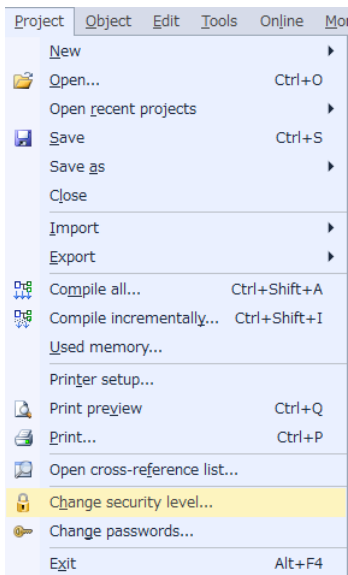 Project Object Edit Tools Online Mo
New
Open... Ctrl+O
Open recent projects
Save Ctrl+S
Save as
Close
Import
Export
Compile all... Ctrl+Shift+A
Compile incrementally... Ctrl+Shift+I
Used memory...
Printer setup...
Print preview Ctrl+Q
Print... Ctrl+P
Open cross-reference list...
Change security level...
Change passwords...
Exit Alt+F4